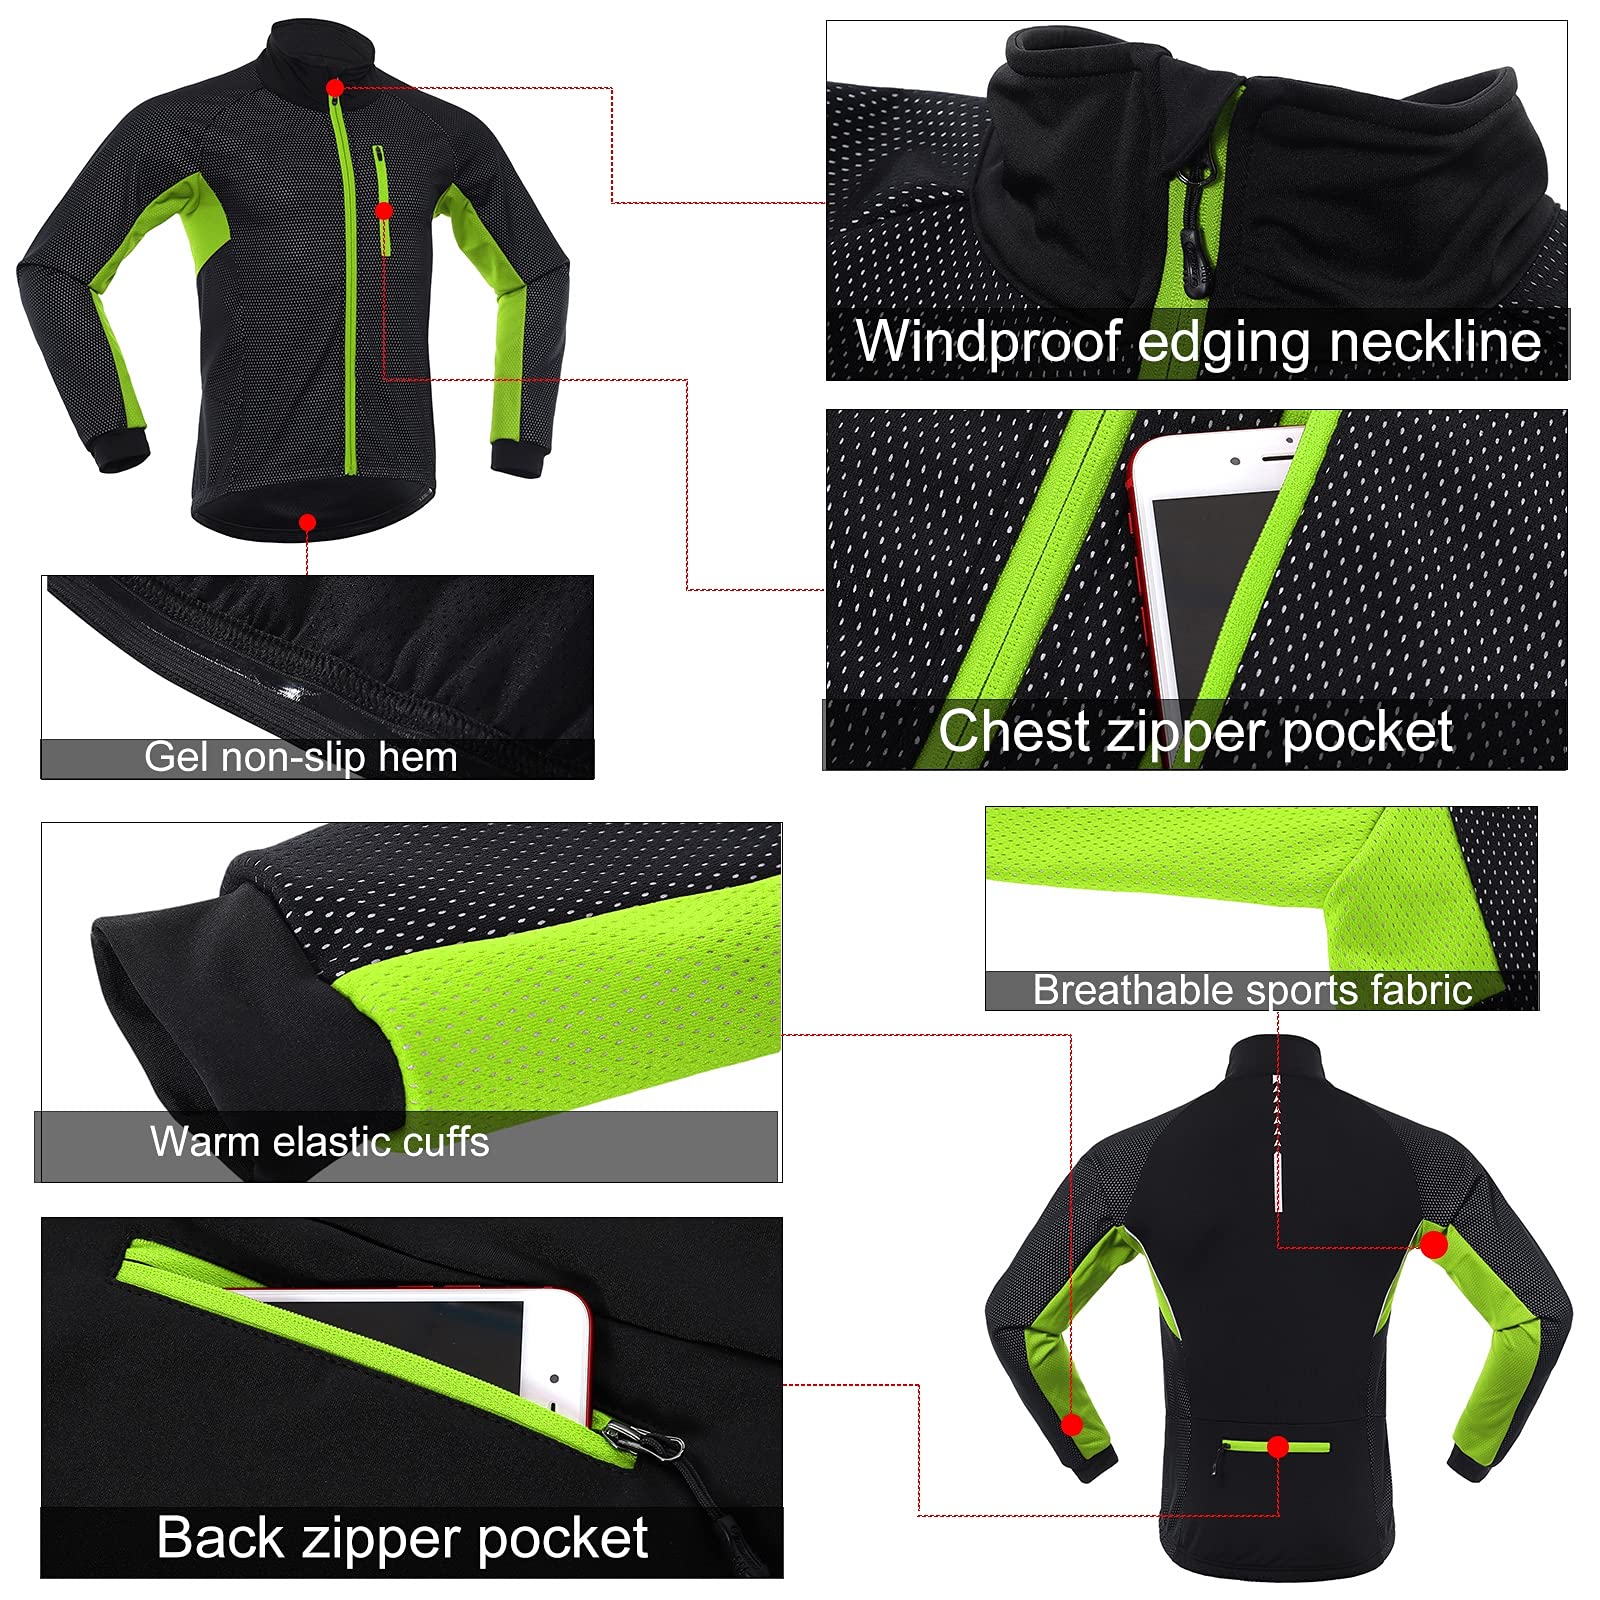 Windproof edging neckline
Chest zipper pocket
Gel non-slip hem
Breathable sports fabric
Warm elastic cuffs
Back zipper pocket